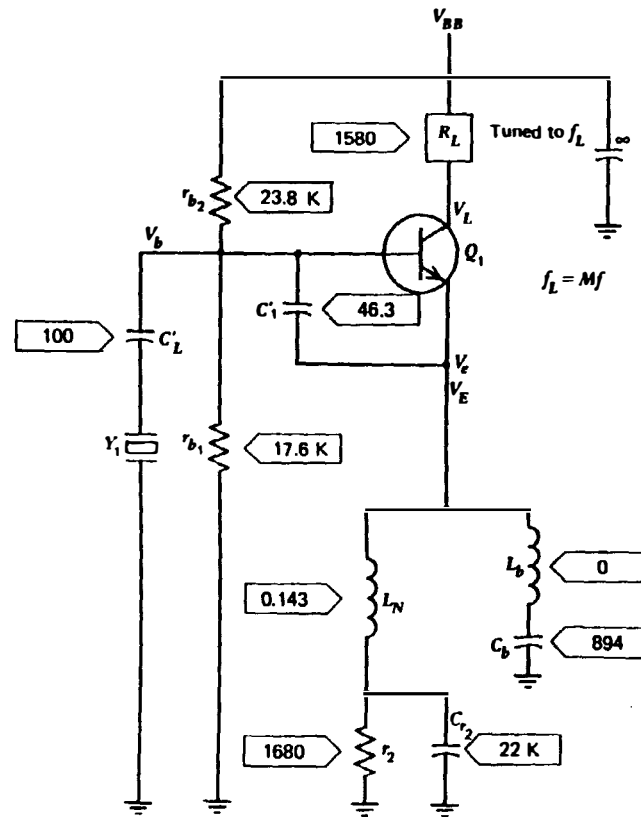 V_BB
1580
R_L
Tuned to f_L
∞
r_b2
23.8 K
V_L
V_b
Q_1
f_L = Mf
C'_1
46.3
100
C'_L
V_e
V_E
Y_1
r_b1
17.6 K
L_b
0
0.143
L_N
C_b
894
C_r2
1680
r_2
22 K